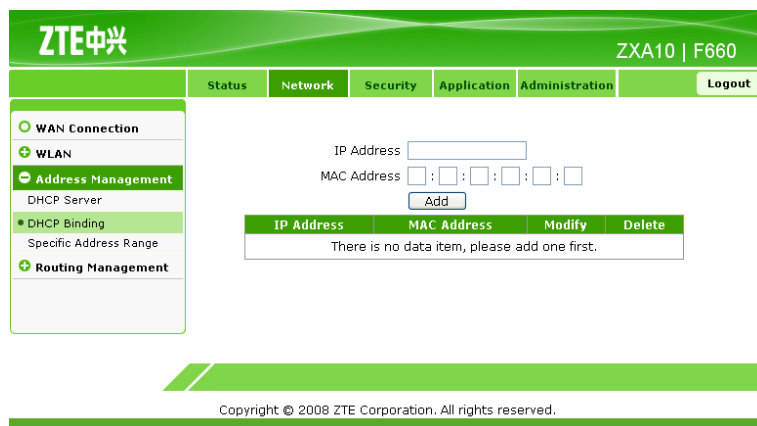 ZTE中兴
ZXA10 | F660
Status Network Security Application Administration Logout
WAN Connection
WLAN
Address Management
DHCP Server
DHCP Binding
Specific Address Range
Routing Management
IP Address
MAC Address : : : : :
Add
IP Address MAC Address Modify Delete
There is no data item, please add one first.
Copyright © 2008 ZTE Corporation. All rights reserved.